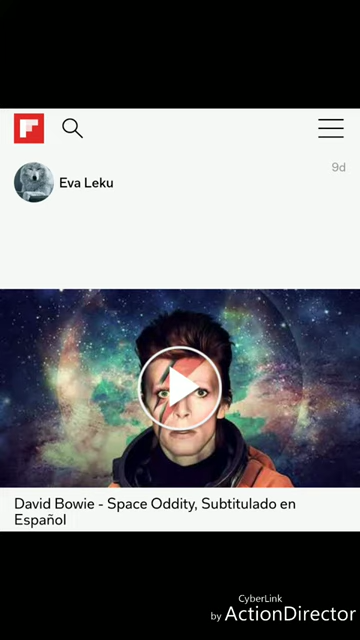 Eva Leku
9d
David Bowie - Space Oddity, Subtitulado en
Español
CyberLink
by ActionDirector